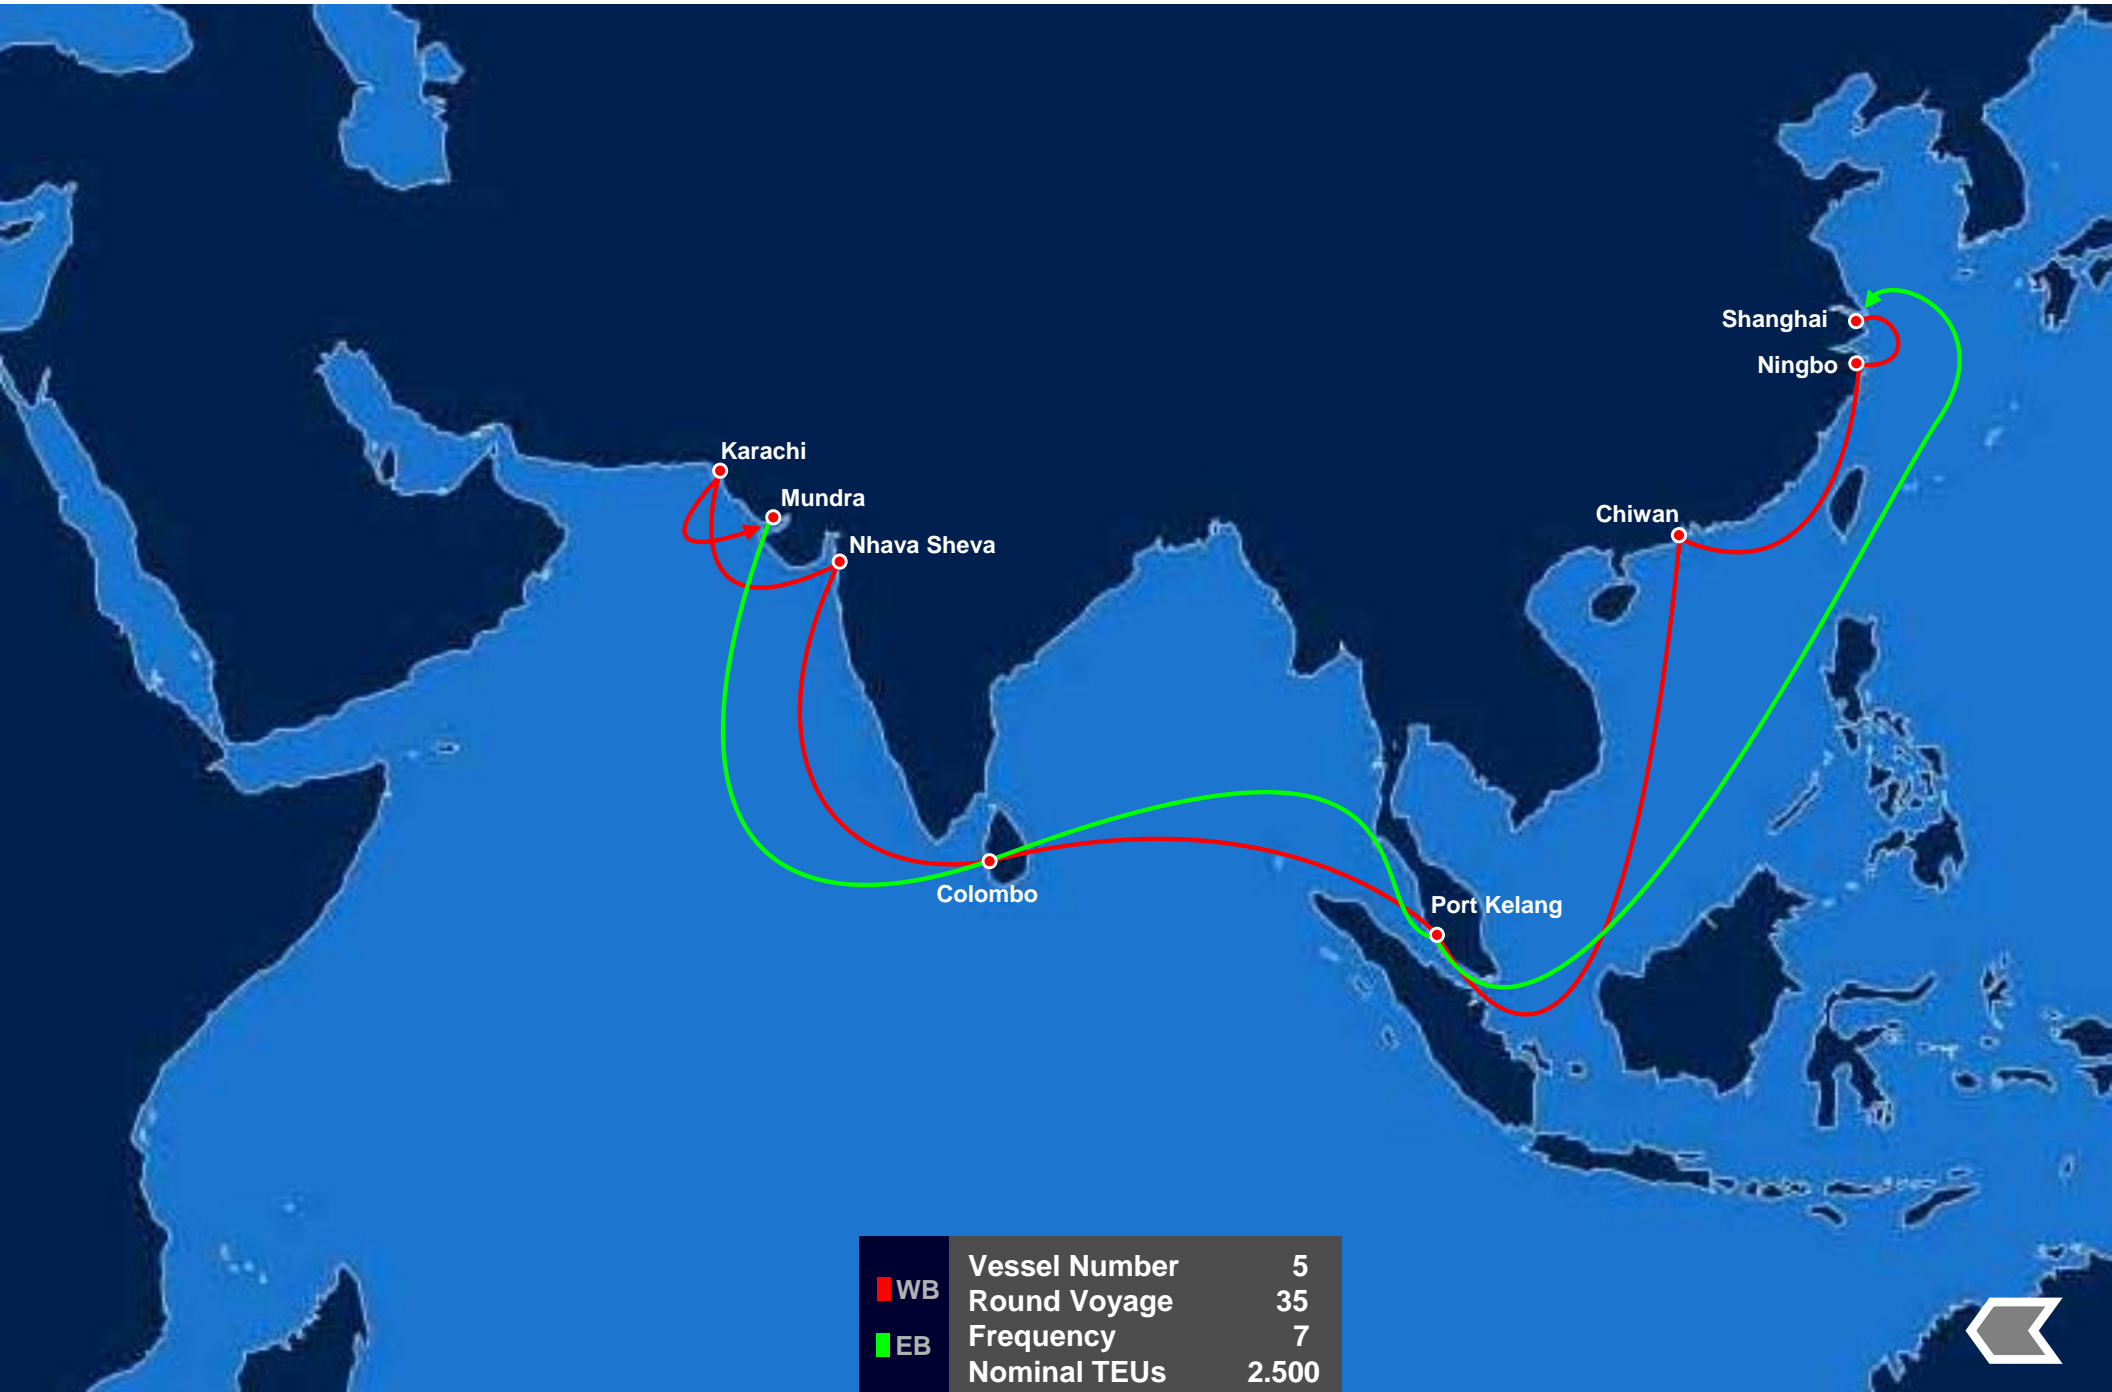 Shanghai
Ningbo
Karachi
Mundra
Chiwan
Nhava Sheva
Colombo
Port Kelang
WB
EB
Vessel Number 5
Round Voyage 35
Frequency 7
Nominal TEUs 2.500